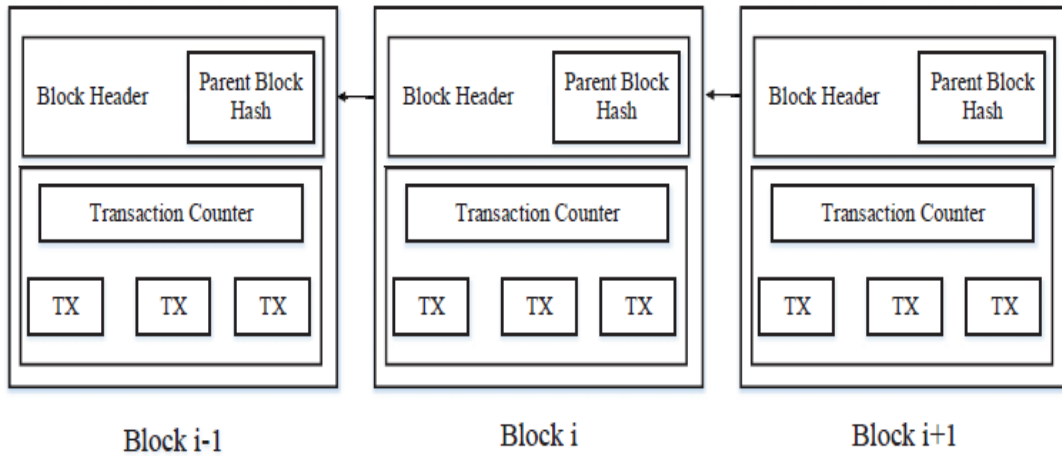 Block Header
Parent Block
Hash
Transaction Counter
TX
TX
TX
Block i-1
Block Header
Parent Block
Hash
Transaction Counter
TX
TX
TX
Block i
Block Header
Parent Block
Hash
Transaction Counter
TX
TX
TX
Block i+1